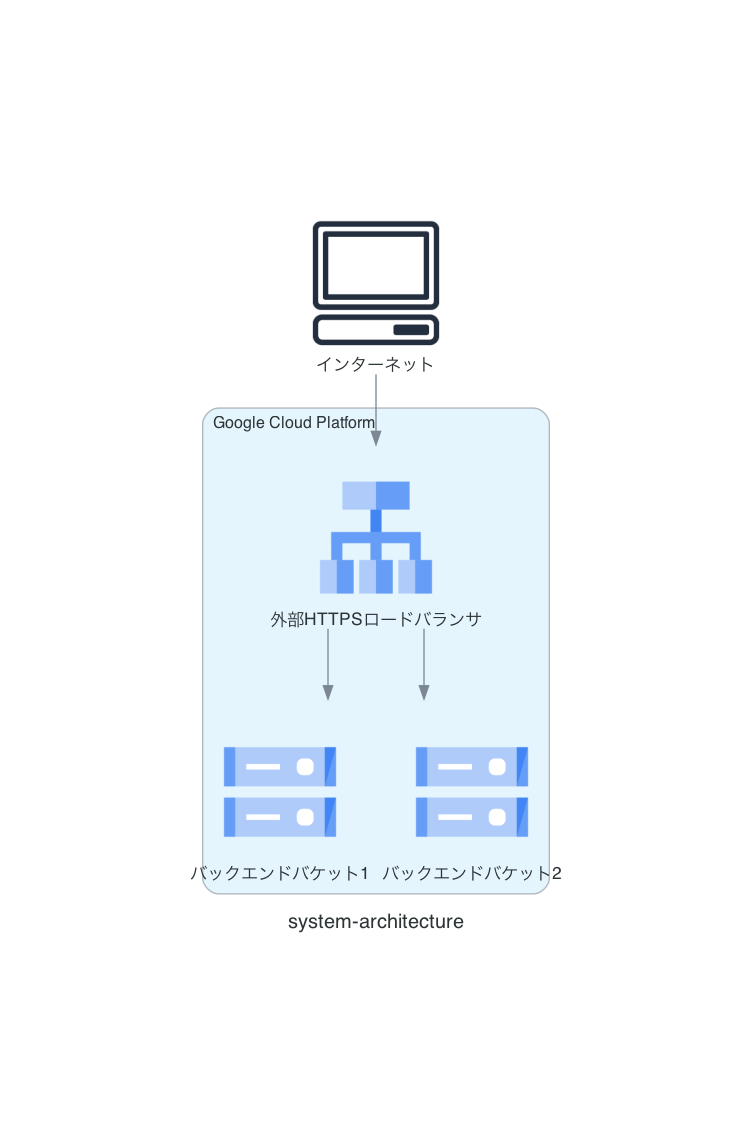 インターネット
Google Cloud Platform
外部HTTPSロードバランサ
バックエンドバケット1
バックエンドバケット2
system-architecture